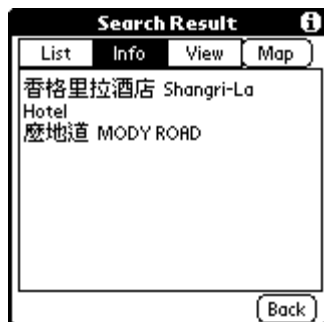 Search Result
List Info View Map
香格里拉酒店 Shangri-La
Hotel
麼地道 MODY ROAD
Back